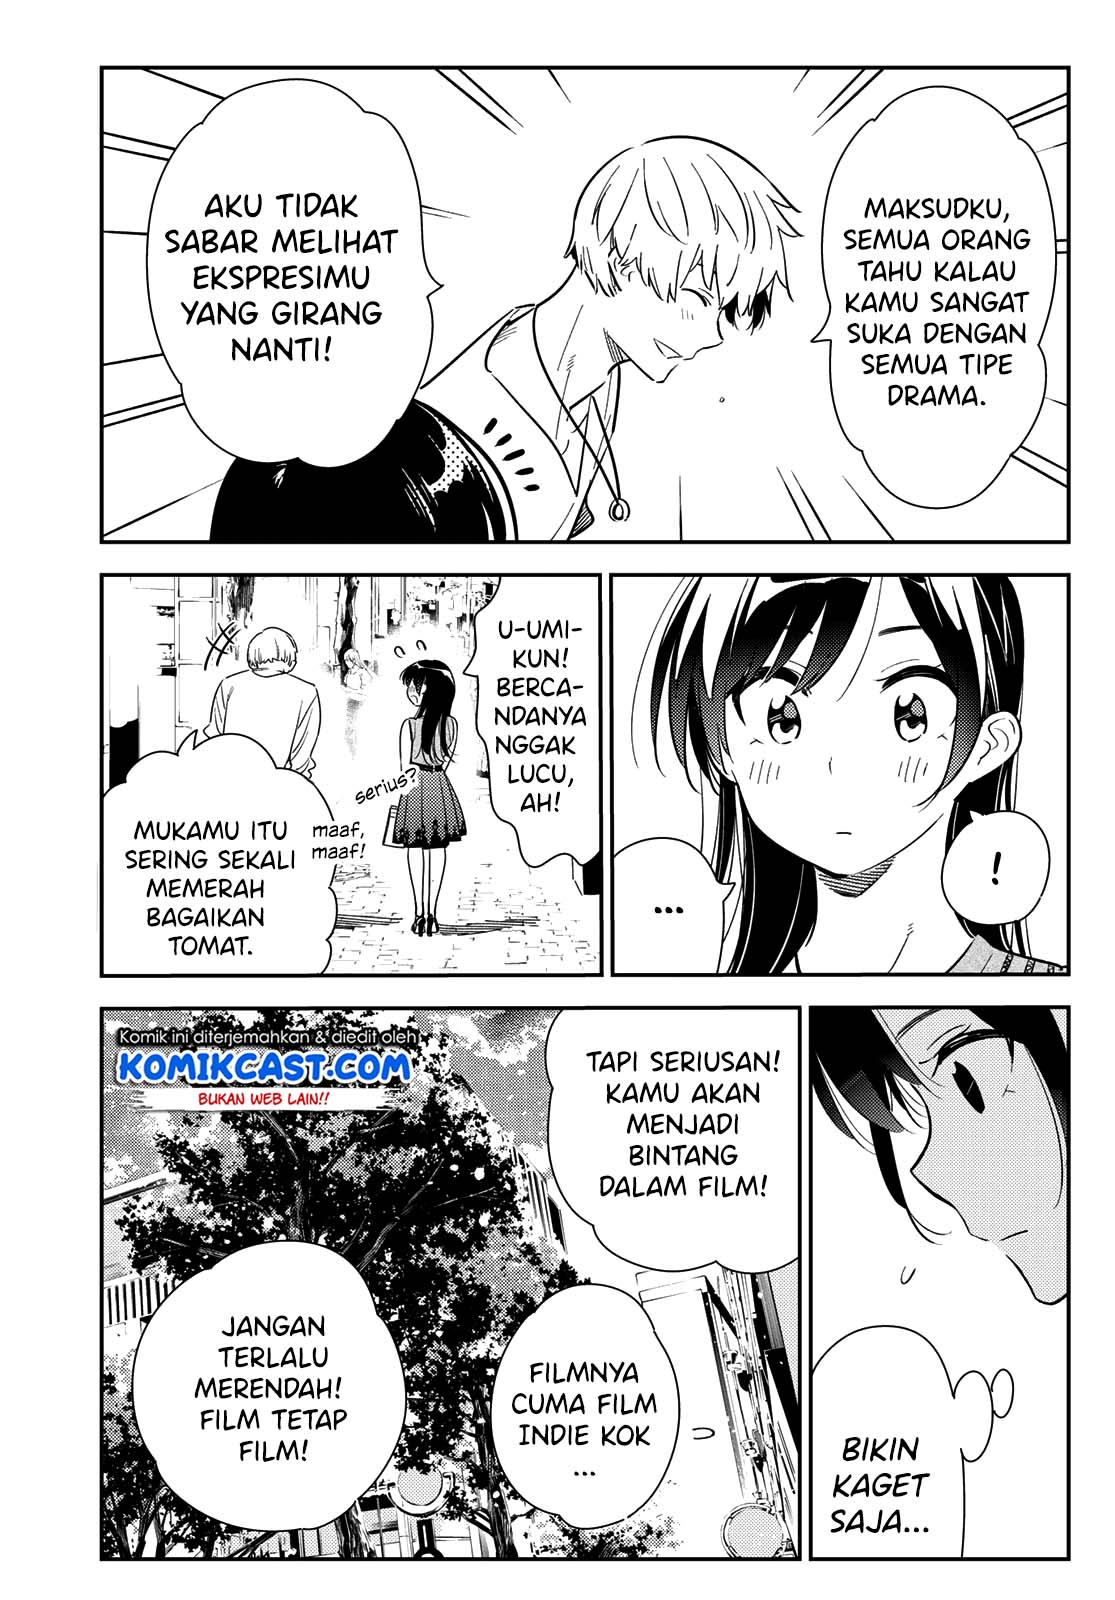 MAKSUDKU,
SEMUA ORANG
TAHU KALAU
KAMU SANGAT
SUKA DENGAN
SEMUA TIPE
DRAMA.
AKU TIDAK
SABAR MELIHAT
EKSPRESIMU
YANG GIRANG
NANTI!
!
...
U-UMI-
KUN!
BERCA-
NDANYA
NGGAK
LUCU,
AH!
serius?
maaf,
maaf!
MUKAMU ITU
SERING SEKALI
MEMERAH
BAGAIKAN
TOMAT.
BIKIN
KAGET
SAJA...
TAPI SERIUSAN!
KAMU AKAN
MENJADI
BINTANG
DALAM FILM!
FILMNYA
CUMA FILM
INDIE KOK
...
JANGAN
TERLALU
MERENDAH!
FILM TETAP
FILM!
Komik ini diterjemahkan & diedit oleh
KOMIKCAST.COM
BUKAN WEB LAIN!!